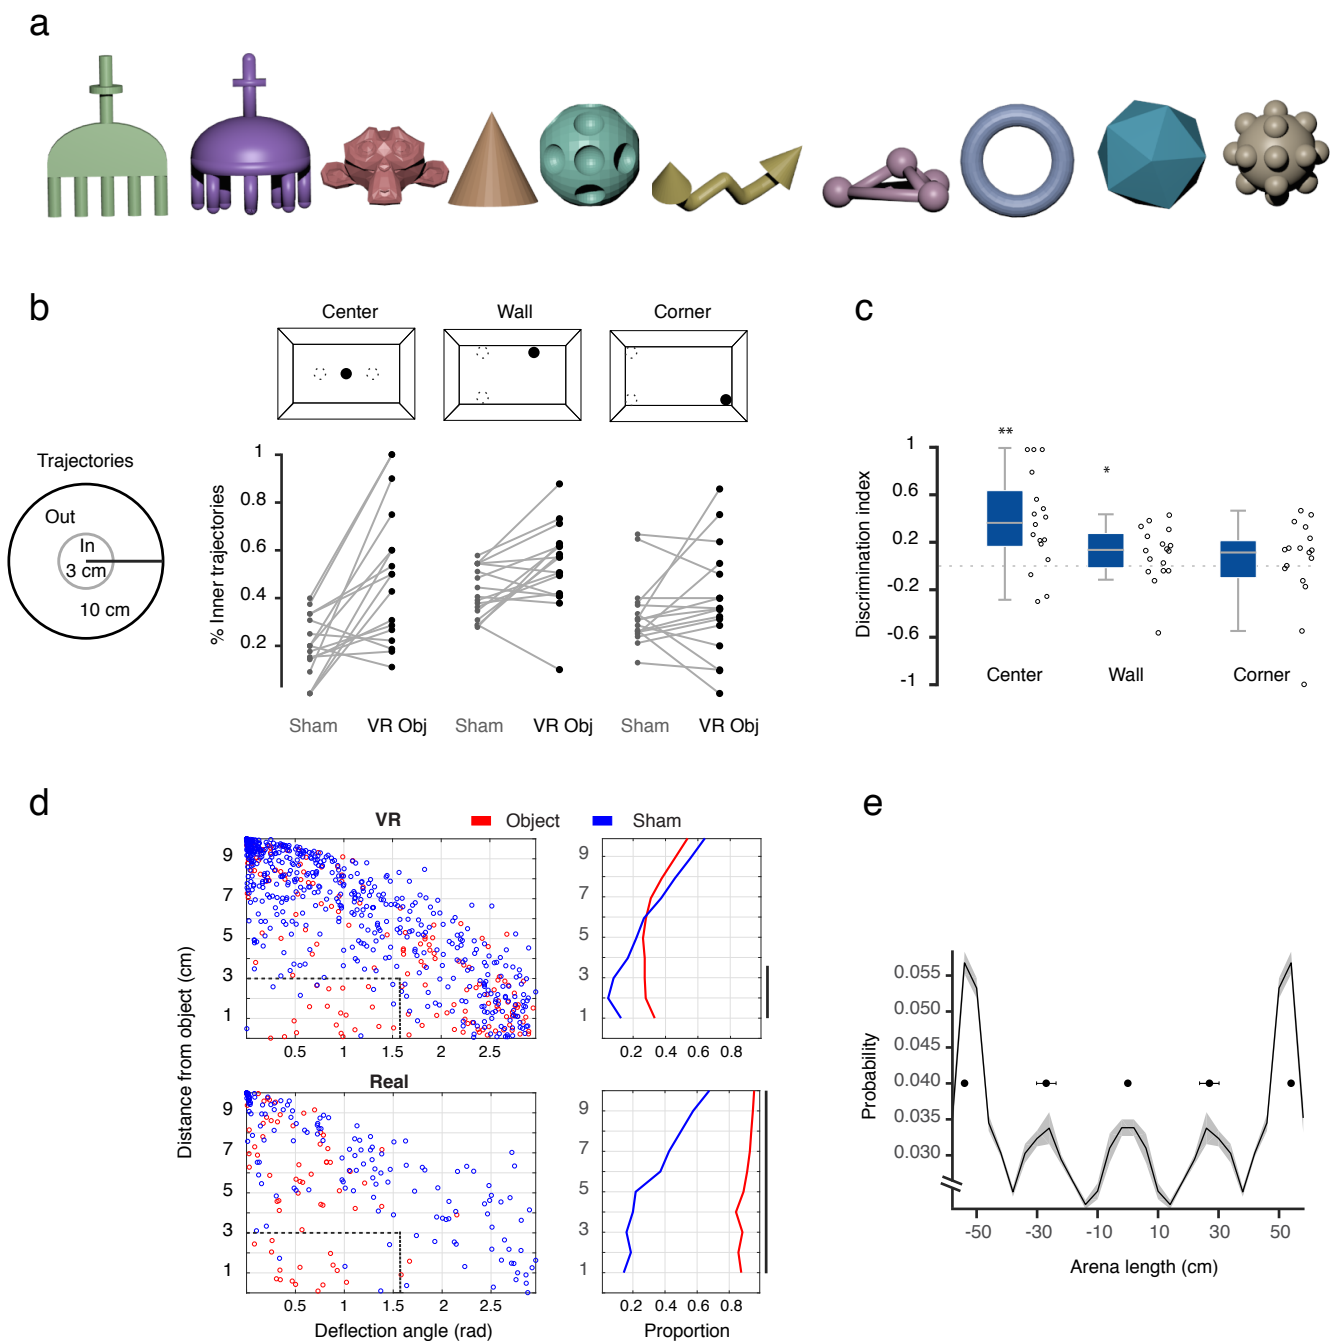 a
b
Center Wall Corner
Trajectories
Out
In
3 cm
10 cm
% Inner trajectories
1
0.8
0.6
0.4
0.2
Sham VR Obj Sham VR Obj Sham VR Obj
c
Discrimination index
1
0.6
0.2
-0.2
-0.6
-1
** *
Center Wall Corner
d
VR Object Sham
Distance from object (cm)
9
7
5
3
1
0.5 1 1.5 2 2.5
9
7
5
3
1
0.2 0.4 0.6 0.8
Real
9
7
5
3
1
0.5 1 1.5 2 2.5
Deflection angle (rad)
9
7
5
3
1
0.2 0.4 0.6 0.8
Proportion
e
Probability
0.055
0.050
0.045
0.040
0.035
0.030
-50 -30 -10 10 30 50
Arena length (cm)